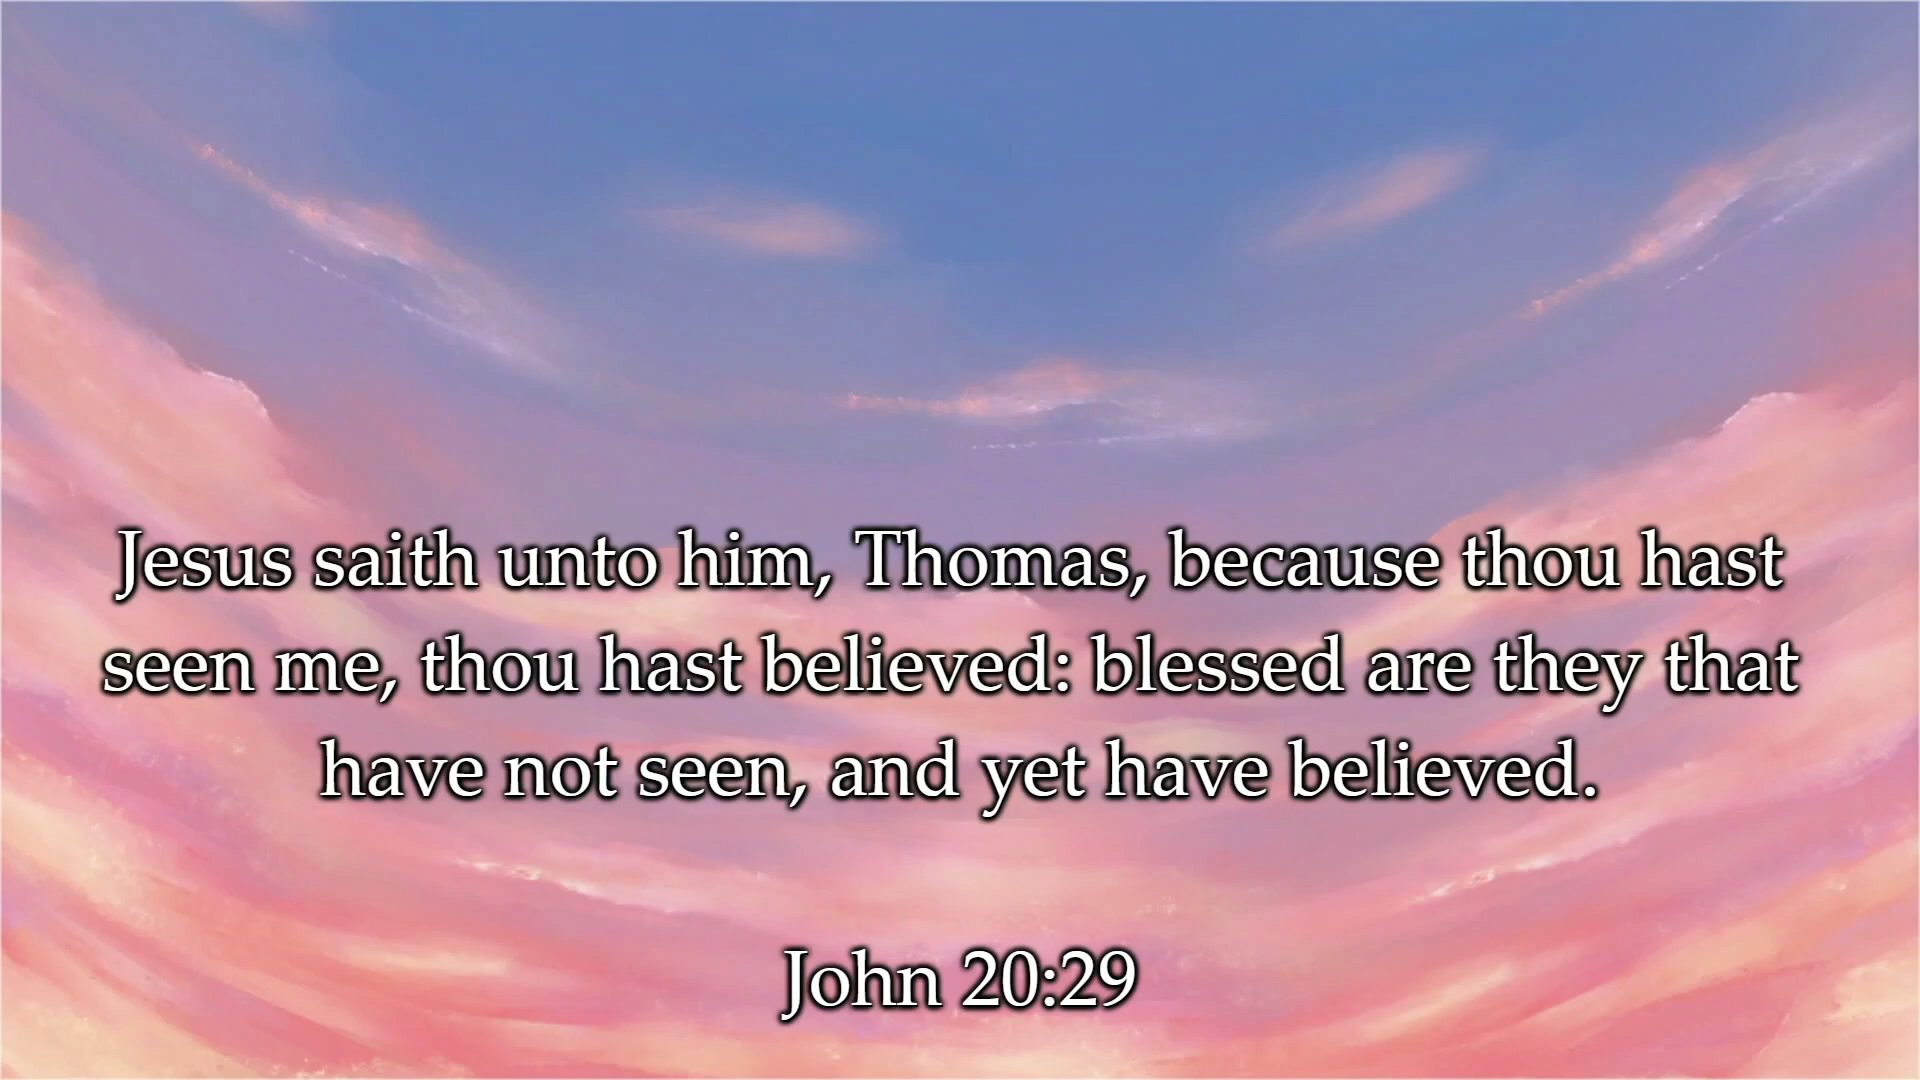 Jesus saith unto him, Thomas, because thou hast
seen me, thou hast believed: blessed are they that
have not seen, and yet have believed.
John 20:29